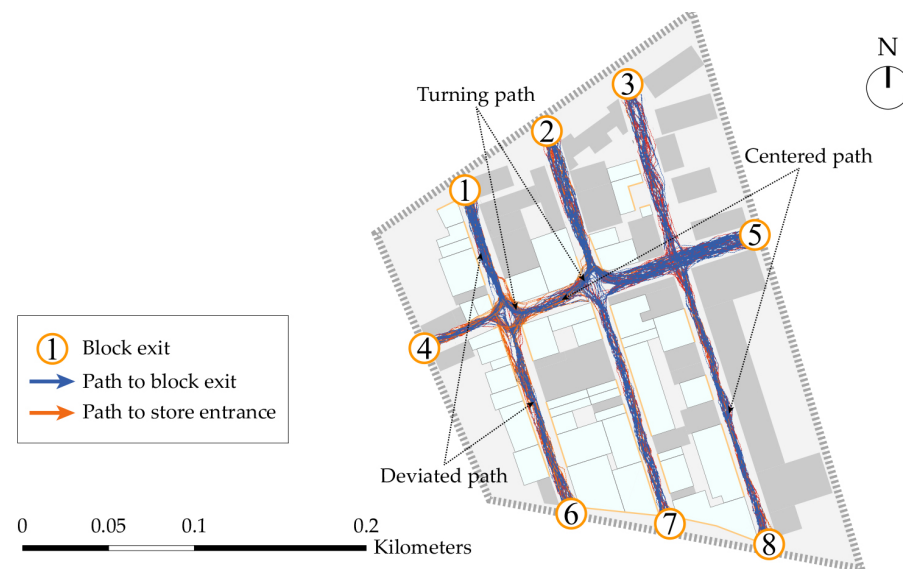 N
3
Turning path
2
Centered path
1
5
4
1 Block exit
Path to block exit
Path to store entrance
Deviated path
6
7
8
0 0.05 0.1 0.2
Kilometers